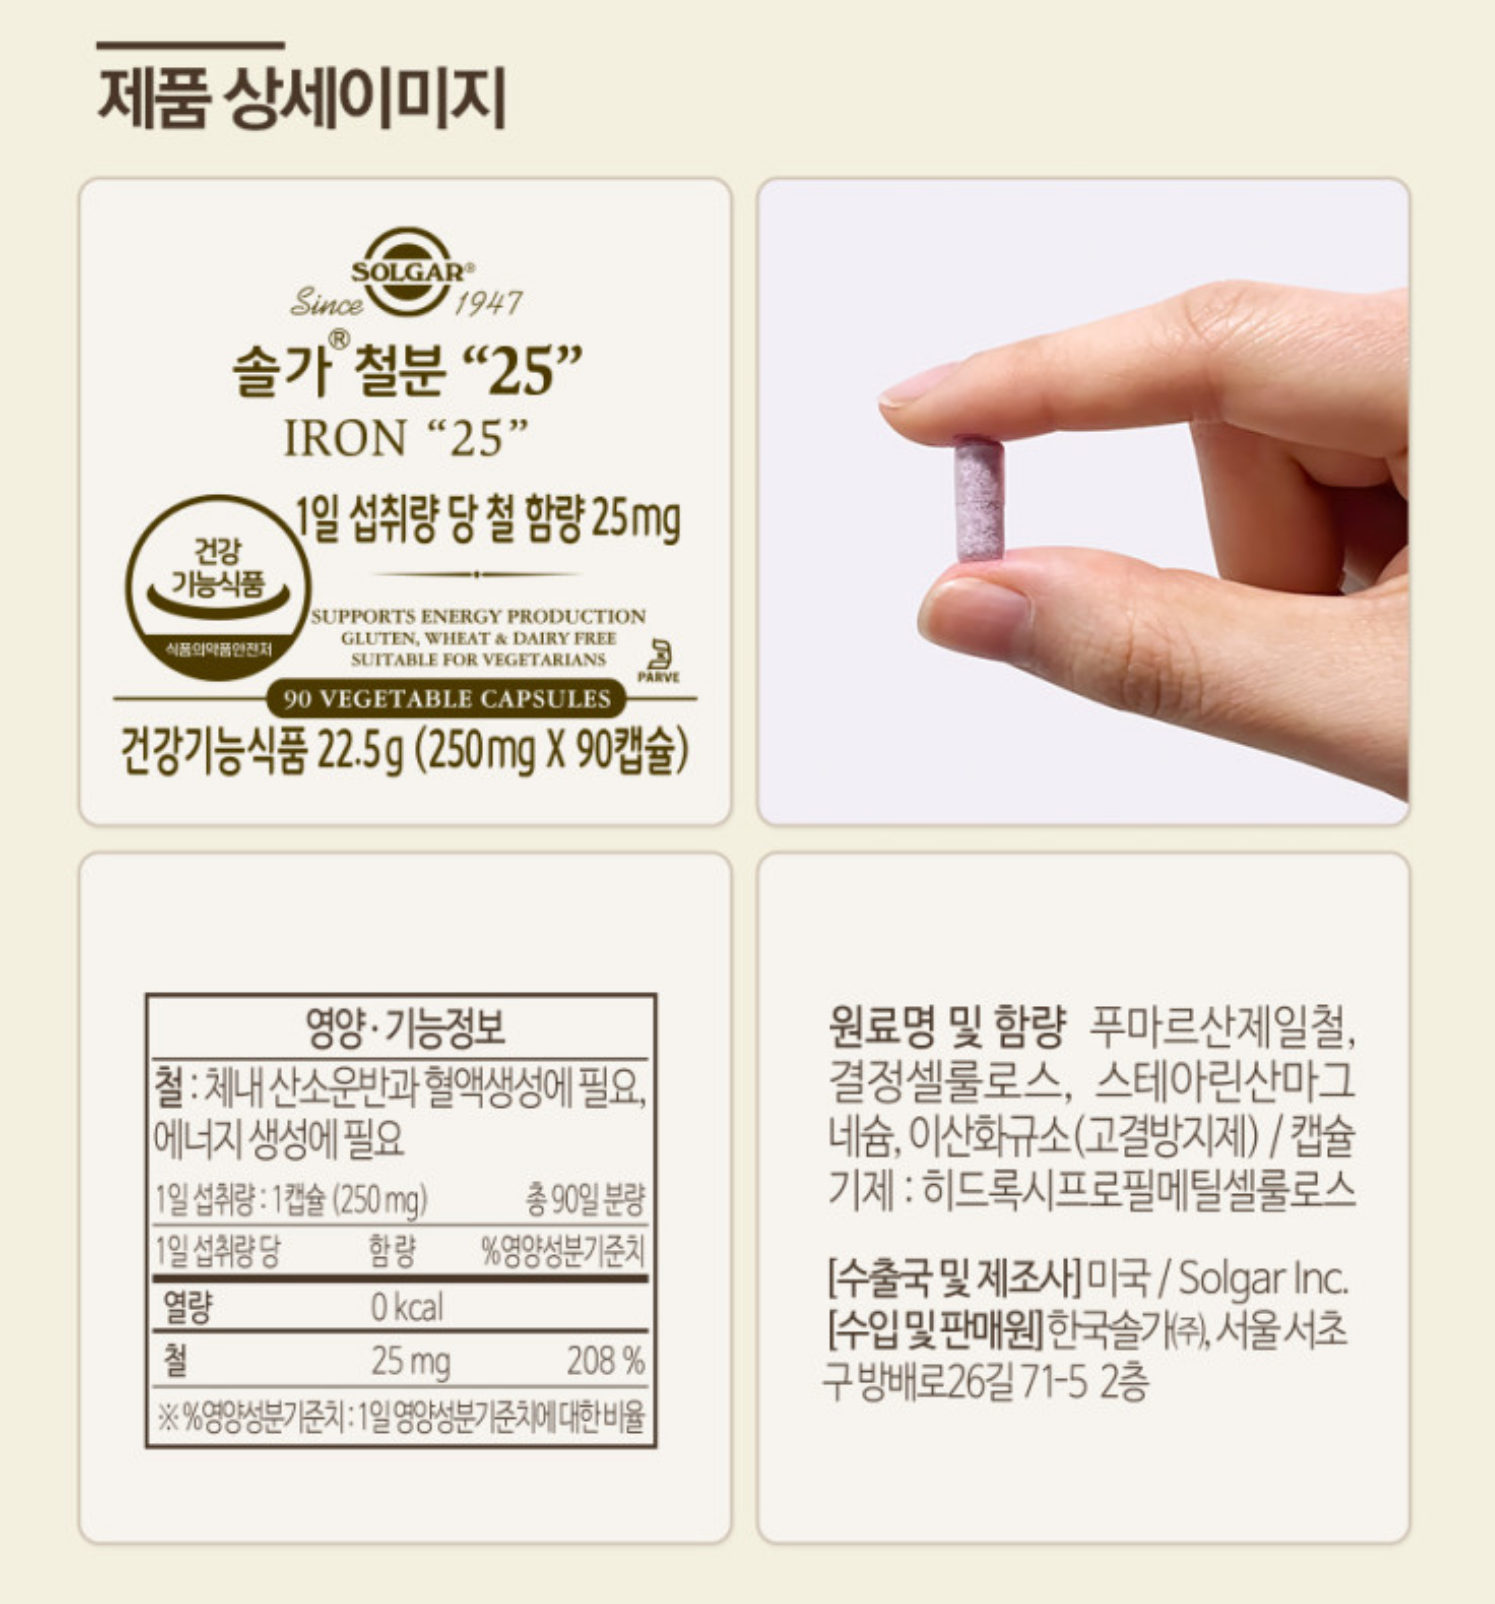 제품 상세이미지
SOLGAR®
Since 1947
솔가® 철분 “25”
IRON “25”
1일 섭취량 당 철 함량 25mg
건강
기능식품
식품의약품안전처
SUPPORTS ENERGY PRODUCTION
GLUTEN, WHEAT & DAIRY FREE
SUITABLE FOR VEGETARIANS
PARVE
90 VEGETABLE CAPSULES
건강기능식품 22.5g (250mg X 90캡슐)
영양·기능정보
철 : 체내 산소운반과 혈액생성에 필요,
에너지 생성에 필요
1일 섭취량 : 1캡슐 (250 mg) 총 90일 분량
1일 섭취량 당 함량 %영양성분기준치
열량 0 kcal
철 25 mg 208 %
※ %영양성분기준치 : 1일 영양성분기준치에 대한 비율
원료명 및 함량 푸마르산제일철,
결정셀룰로스, 스테아린산마그
네슘, 이산화규소(고결방지제) / 캡슐
기제 : 히드록시프로필메틸셀룰로스
[수출국 및 제조사] 미국 / Solgar Inc.
[수입 및 판매원] 한국솔가(주), 서울 서초
구 방배로26길 71-5 2층